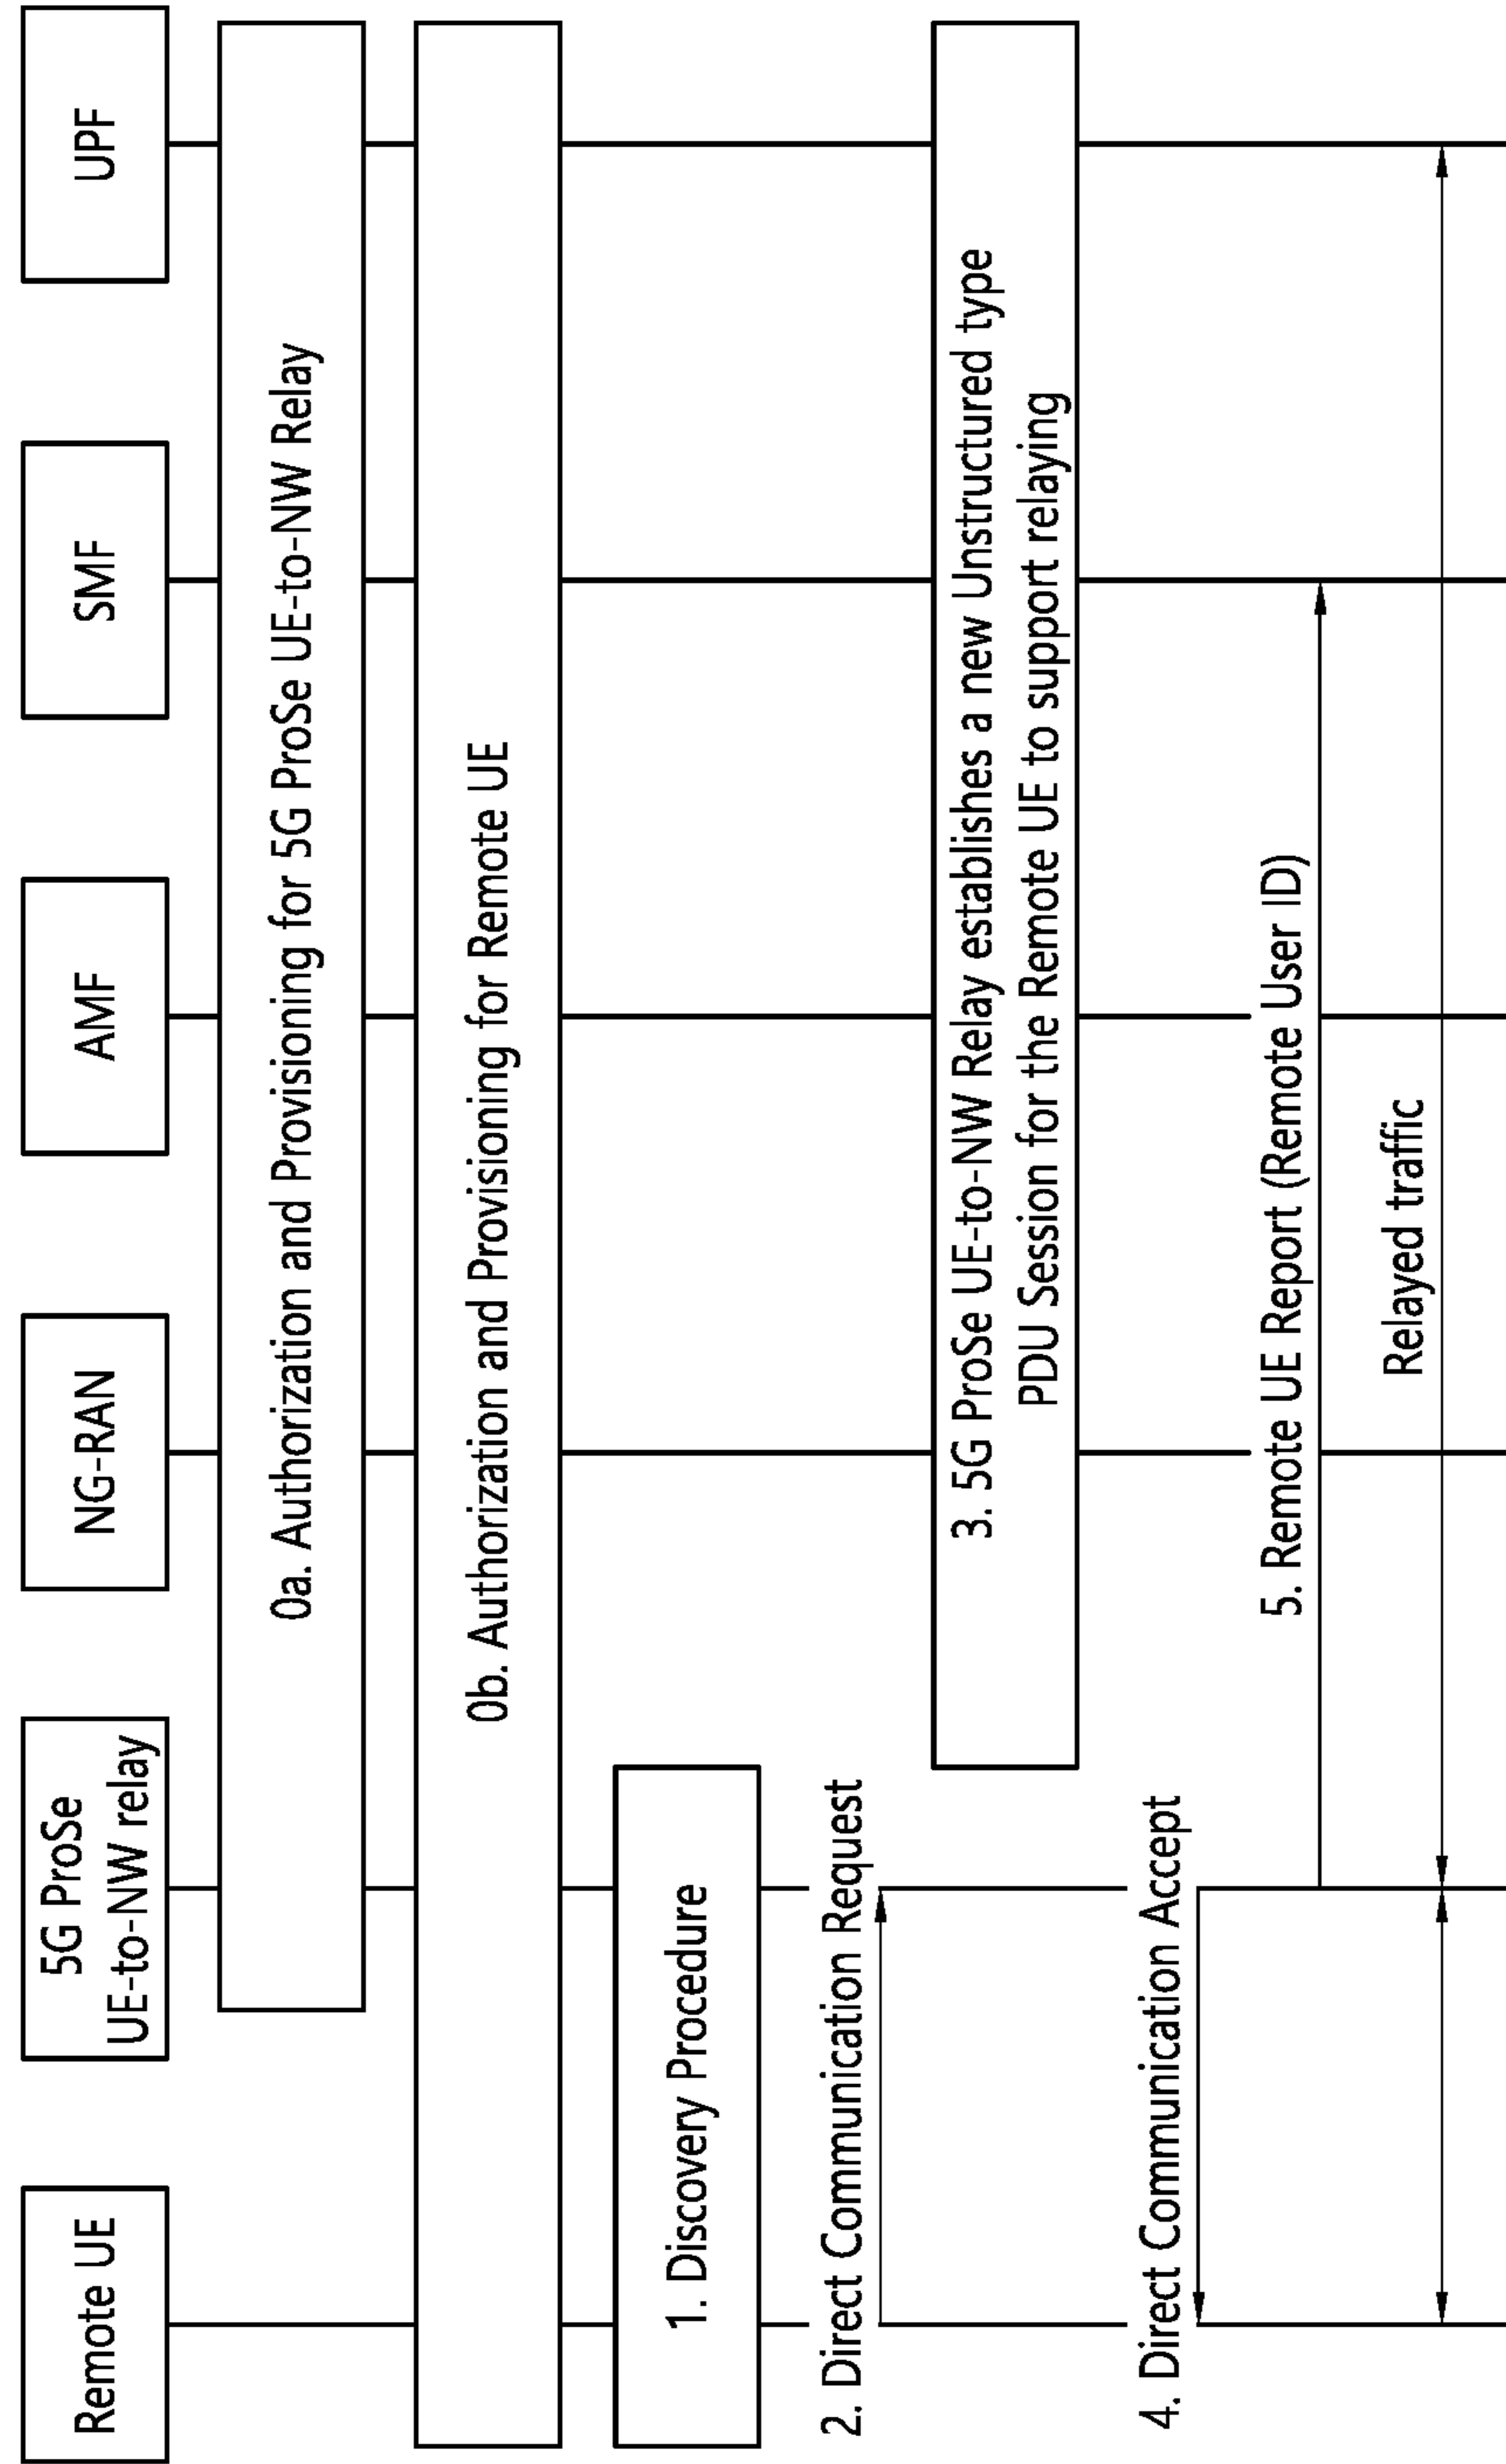 Remote UE
5G ProSe
UE-to-NW relay
NG-RAN
AMF
SMF
UPF
0a. Authorization and Provisioning for 5G ProSe UE-to-NW Relay
0b. Authorization and Provisioning for Remote UE
1. Discovery Procedure
2. Direct Communication Request
3. 5G ProSe UE-to-NW Relay establishes a new Unstructured type
PDU Session for the Remote UE to support relaying
4. Direct Communication Accept
5. Remote UE Report (Remote User ID)
Relayed traffic